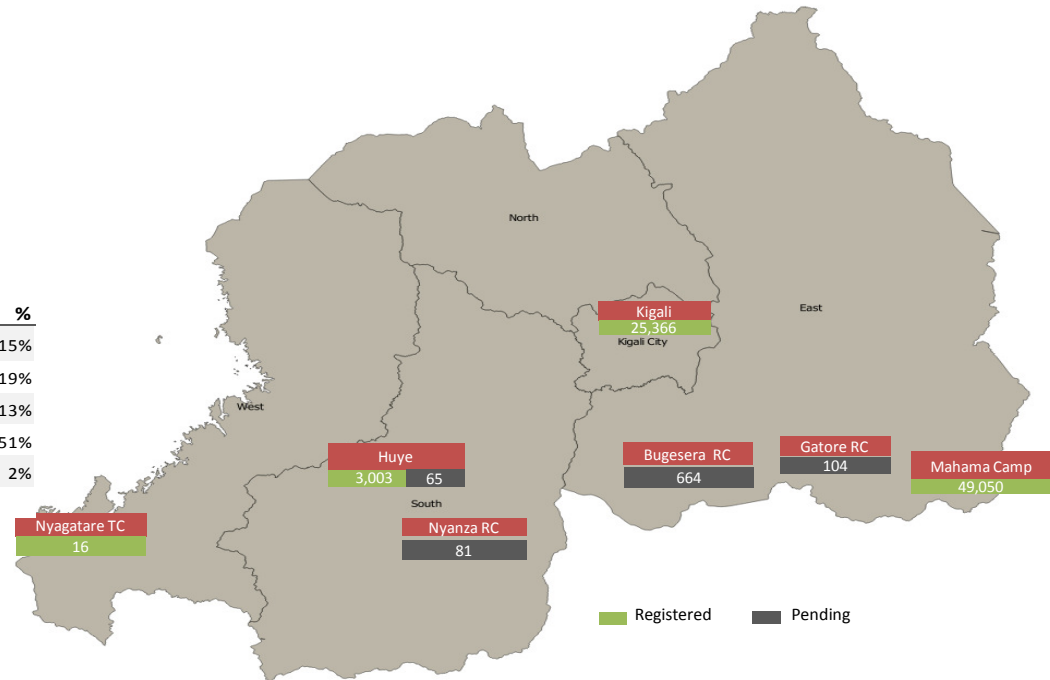 %
15%
19%
13%
51%
2%
North
East
West
South
Kigali
25,366
Kigali City
Huye
3,003 65
Bugesera RC
664
Gatore RC
104
Mahama Camp
49,050
Nyagatare TC
16
Nyanza RC
81
Registered
Pending